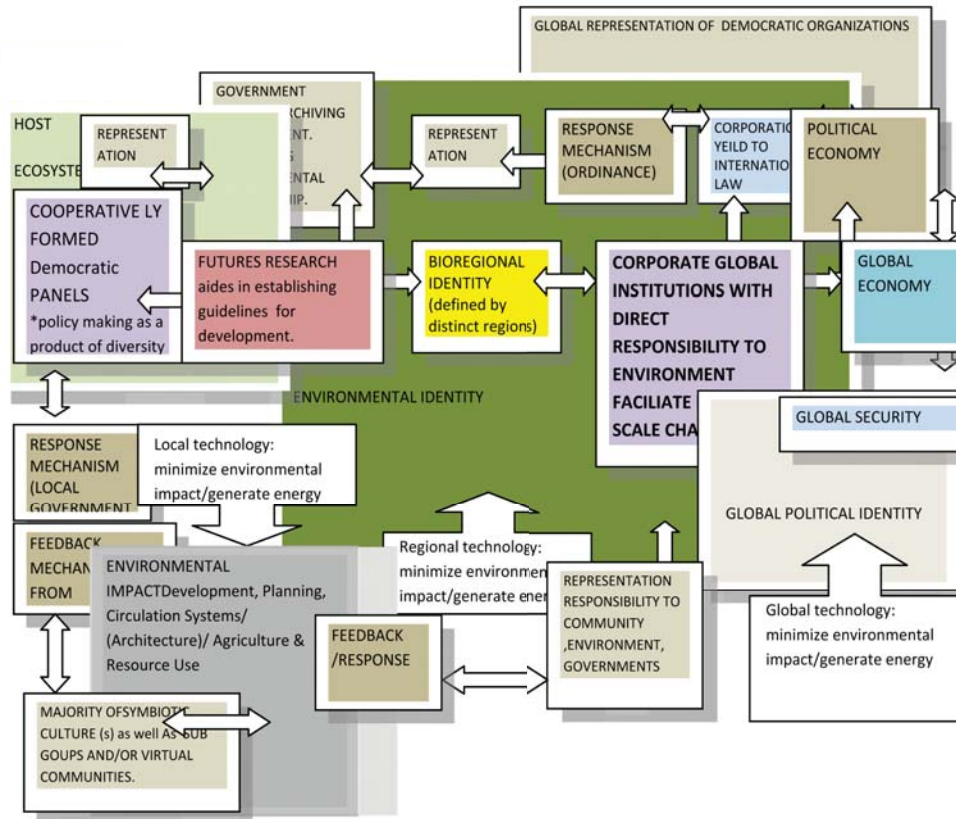 GLOBAL REPRESENTATION OF DEMOCRATIC ORGANIZATIONS
GOVERNMENT
RCHIVING
ENT.
S
ENTAL
HIP.
HOST
ECOSYSTE
REPRESENT
ATION
REPRESENT
ATION
RESPONSE
MECHANISM
(ORDINANCE)
CORPORATIO
YEILD TO
INTERNATIO
LAW
POLITICAL
ECONOMY
COOPERATIVE LY
FORMED
Democratic
PANELS
*policy making as a
product of diversity
FUTURES RESEARCH
aides in establishing
guidelines for
development.
BIOREGIONAL
IDENTITY
(defined by
distinct regions)
CORPORATE GLOBAL
INSTITUTIONS WITH
DIRECT
RESPONSIBILITY TO
ENVIRONMENT
FACILIATE
SCALE CHA
GLOBAL
ECONOMY
ENVIRONMENTAL IDENTITY
GLOBAL SECURITY
GLOBAL POLITICAL IDENTITY
RESPONSE
MECHANISM
(LOCAL
GOVERNMENT
Local technology:
minimize environmental
impact/generate energy
FEEDBACK
MECHAN
FROM
ENVIRONMENTAL
IMPACTDevelopment, Planning,
Circulation Systems/
(Architecture)/ Agriculture &
Resource Use
Regional technology:
minimize environme
impact/generate ener
REPRESENTATION
RESPONSIBILITY TO
COMMUNITY
,ENVIRONMENT,
GOVERNMENTS
Global technology:
minimize environmental
impact/generate energy
FEEDBACK
/RESPONSE
MAJORITY OFSYMBIOTIC
CULTURE (s) as well As SUB
GOUPS AND/OR VIRTUAL
COMMUNITIES.